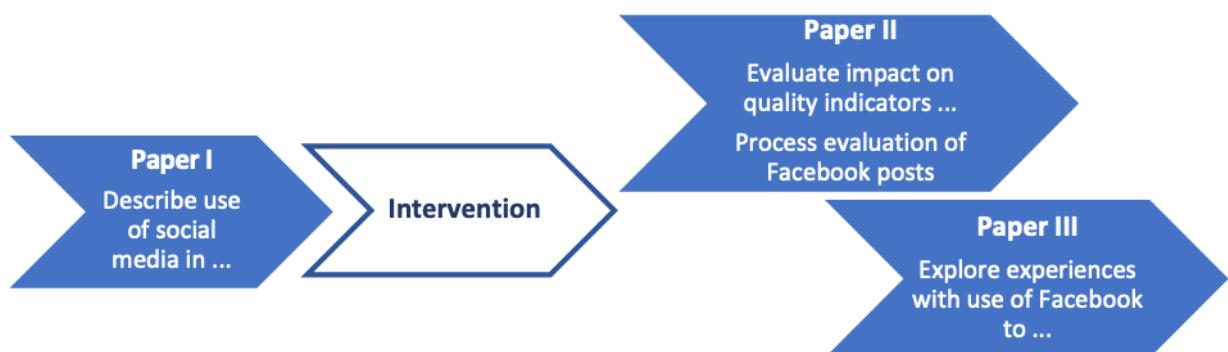 Paper I
Describe use
of social
media in ...
Intervention
Paper II
Evaluate impact on
quality indicators ...
Process evaluation of
Facebook posts
Paper III
Explore experiences
with use of Facebook
to ...